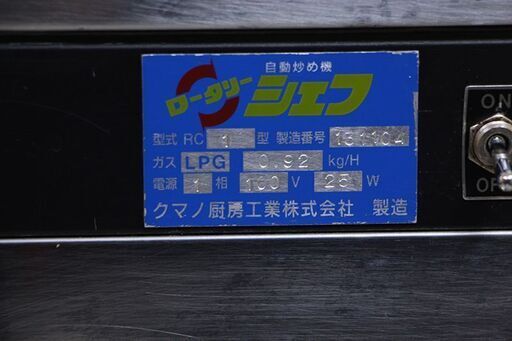 自動炒め機
ロータリー シェフ
型式 RC 1 型 製造番号 131104
ガス LPG 0.92 kg/H
電源 1 相 100 V 25 W
クマノ厨房工業株式会社 製造
ON
OFF